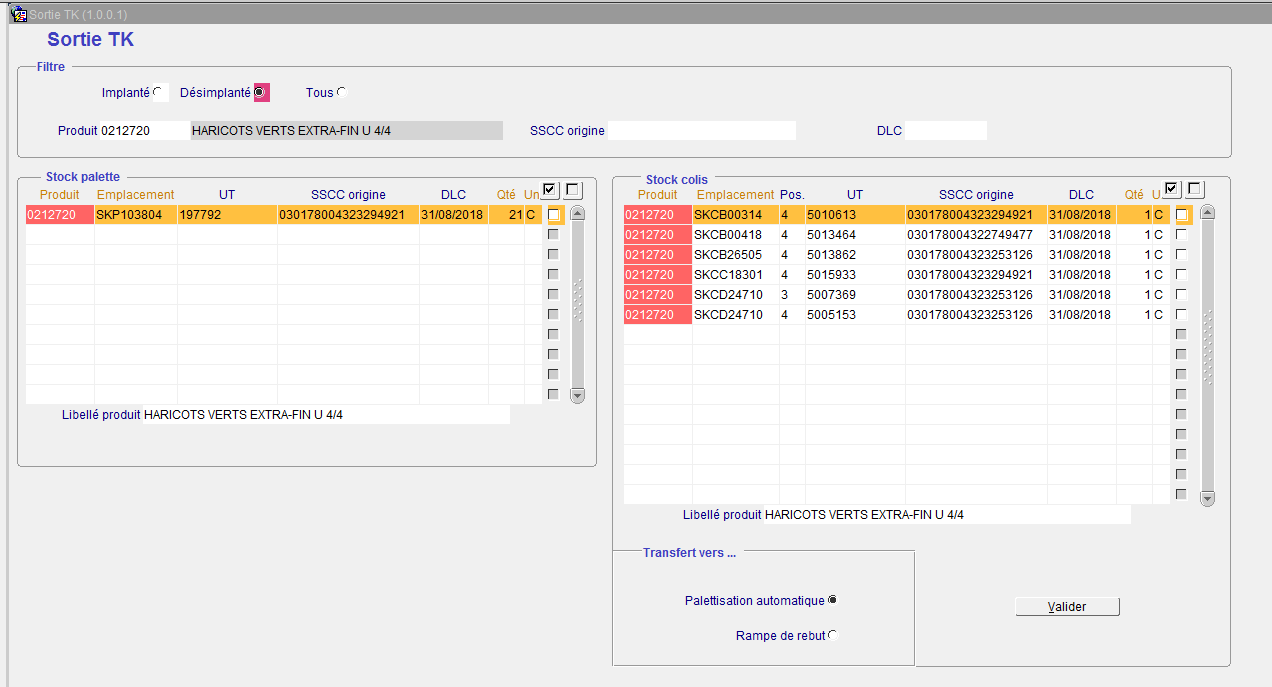 Sortie TK (1.0.0.1)
Sortie TK
Filtre
Implanté Désimplanté Tous
Produit 0212720 HARICOTS VERTS EXTRA-FIN U 4/4 SSCC origine DLC
Stock palette
Produit Emplacement UT SSCC origine DLC Qté Un
0212720 SKP103804 197792 030178004323294921 31/08/2018 21 C
Libellé produit HARICOTS VERTS EXTRA-FIN U 4/4
Stock colis
Produit Emplacement Pos. UT SSCC origine DLC Qté U
0212720 SKCB00314 4 5010613 030178004323294921 31/08/2018 1 C
0212720 SKCB00418 4 5013464 030178004322749477 31/08/2018 1 C
0212720 SKCB26505 4 5013862 030178004323253126 31/08/2018 1 C
0212720 SKCC18301 4 5015933 030178004323294921 31/08/2018 1 C
0212720 SKCD24710 3 5007369 030178004323253126 31/08/2018 1 C
0212720 SKCD24710 4 5005153 030178004323253126 31/08/2018 1 C
Libellé produit HARICOTS VERTS EXTRA-FIN U 4/4
Transfert vers ...
Palettisation automatique
Rampe de rebut
Valider